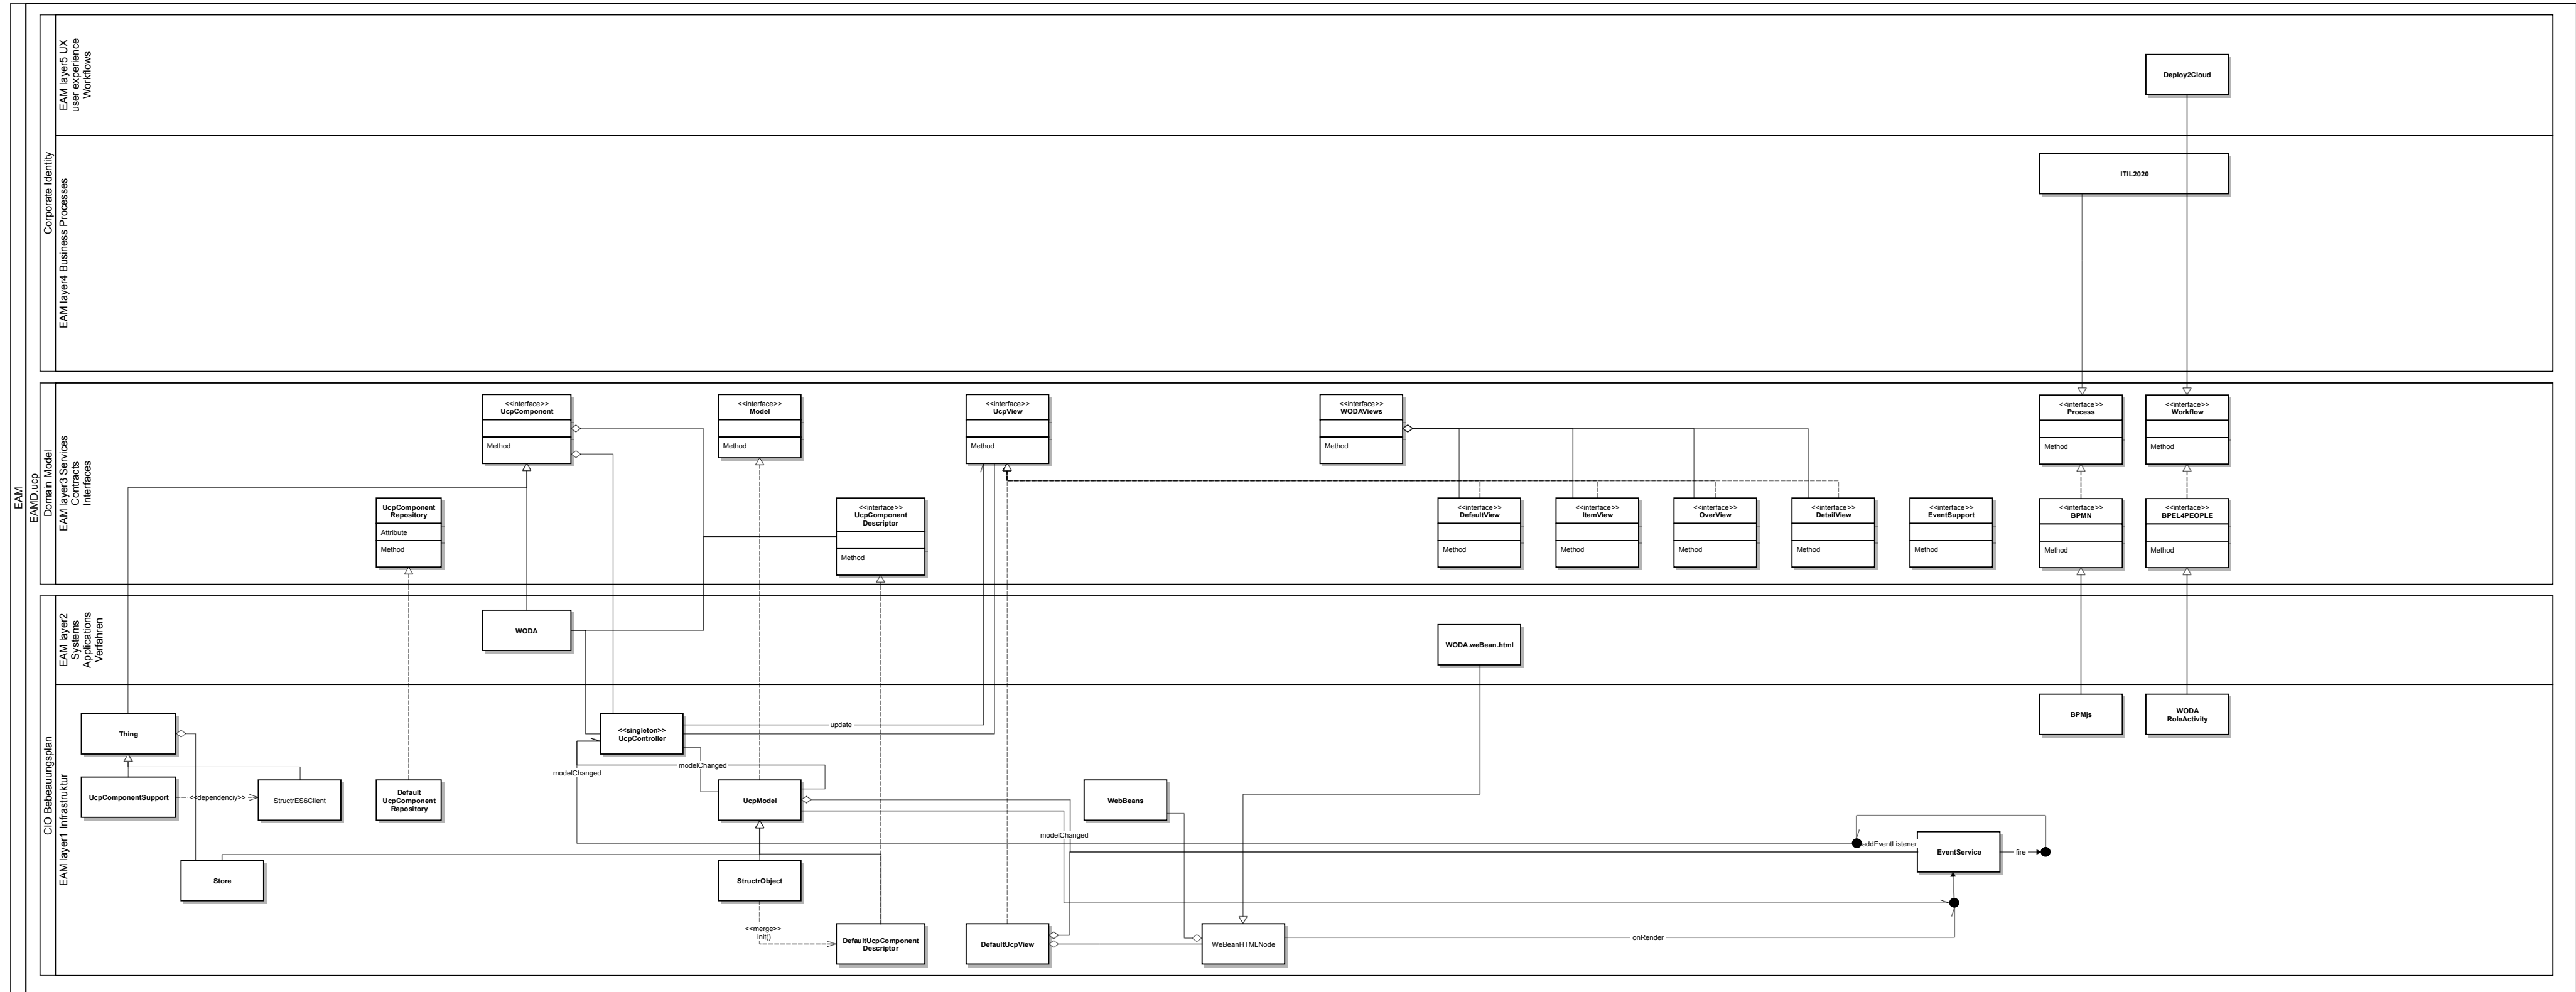 EAM
EAMD.ucp
Corporate Identity
EAM layer5 UX
user experience
Workflows
Deploy2Cloud
EAM layer4 Business Processes
ITIL2020
Domain Model
EAM layer3 Services
Contracts
Interfaces
<<interface>>
UcpComponent
Method
<<interface>>
Model
Method
<<interface>>
UcpView
Method
<<interface>>
WODAViews
Method
<<interface>>
Process
Method
<<interface>>
Workflow
Method
UcpComponent
Repository
Attribute
Method
<<interface>>
UcpComponent
Descriptor
Method
<<interface>>
DefaultView
Method
<<interface>>
ItemView
Method
<<interface>>
OverView
Method
<<interface>>
DetailView
Method
<<interface>>
EventSupport
Method
<<interface>>
BPMN
Method
<<interface>>
BPEL4PEOPLE
Method
CIO Bebeauungsplan
EAM layer2
Systems
Applications
Verfahren
WODA
WODA.weBean.html
EAM layer1 Infrastruktur
Thing
<<singleton>>
UcpController
update
BPMjs
WODA
RoleActivity
modelChanged
modelChanged
UcpComponentSupport
<<dependenciy>>
StructrES6Client
Default
UcpComponent
Repository
UcpModel
WebBeans
modelChanged
addEventListener
EventService
fire
Store
StructrObject
<<merge>>
init()
DefaultUcpComponent
Descriptor
DefaultUcpView
WeBeanHTMLNode
onRender